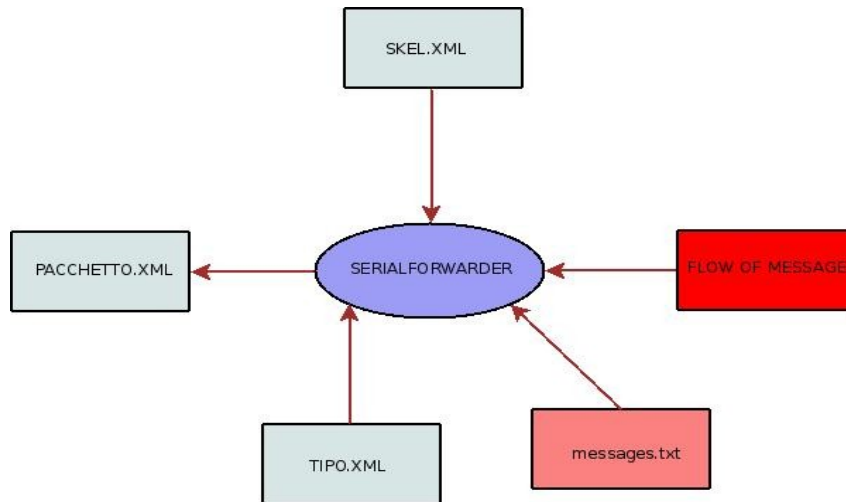 SKEL.XML
PACCHETTO.XML
SERIALFORWARDER
FLOW OF MESSAGE
TIPO.XML
messages.txt